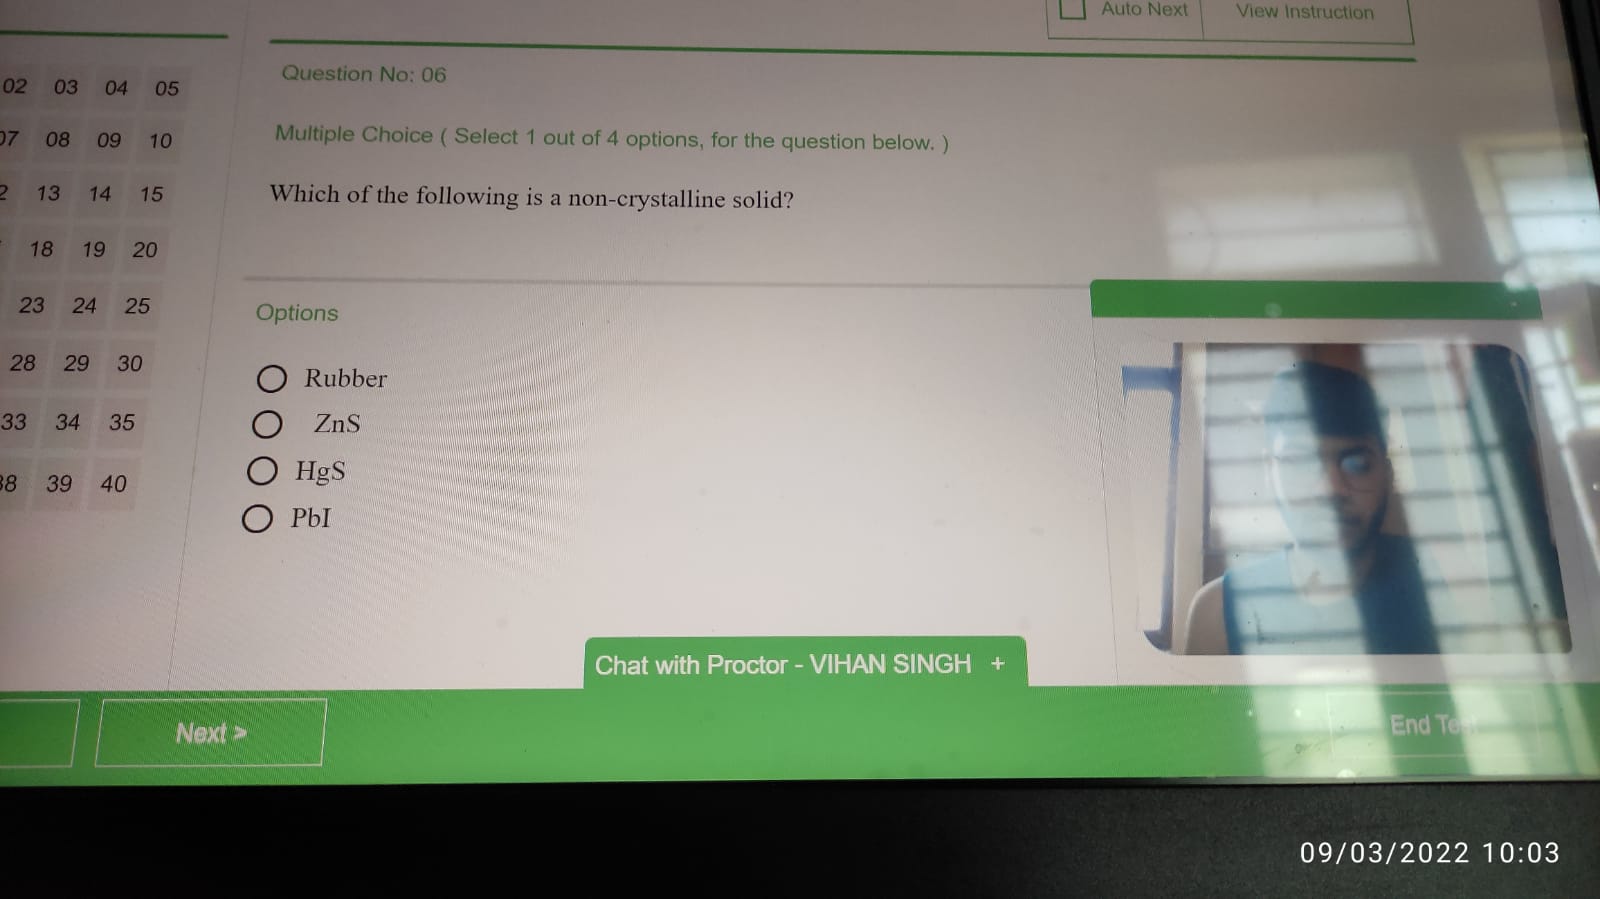 Auto Next
View Instruction
02 03 04 05
07 08 09 10
2 13 14 15
18 19 20
23 24 25
28 29 30
33 34 35
38 39 40
Question No: 06
Multiple Choice ( Select 1 out of 4 options, for the question below. )
Which of the following is a non-crystalline solid?
Options
Rubber
ZnS
HgS
PbI
Chat with Proctor - VIHAN SINGH +
Next >
End Test
09/03/2022 10:03